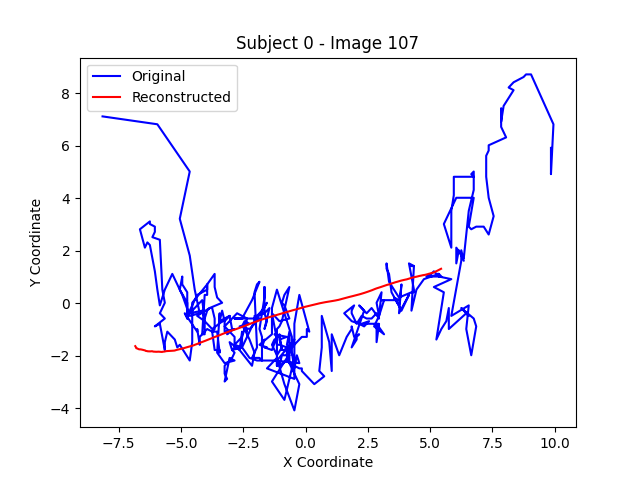 Subject 0 - Image 107
Original
Reconstructed
Y Coordinate
8
6
4
2
0
−2
−4
−7.5 −5.0 −2.5 0.0 2.5 5.0 7.5 10.0
X Coordinate